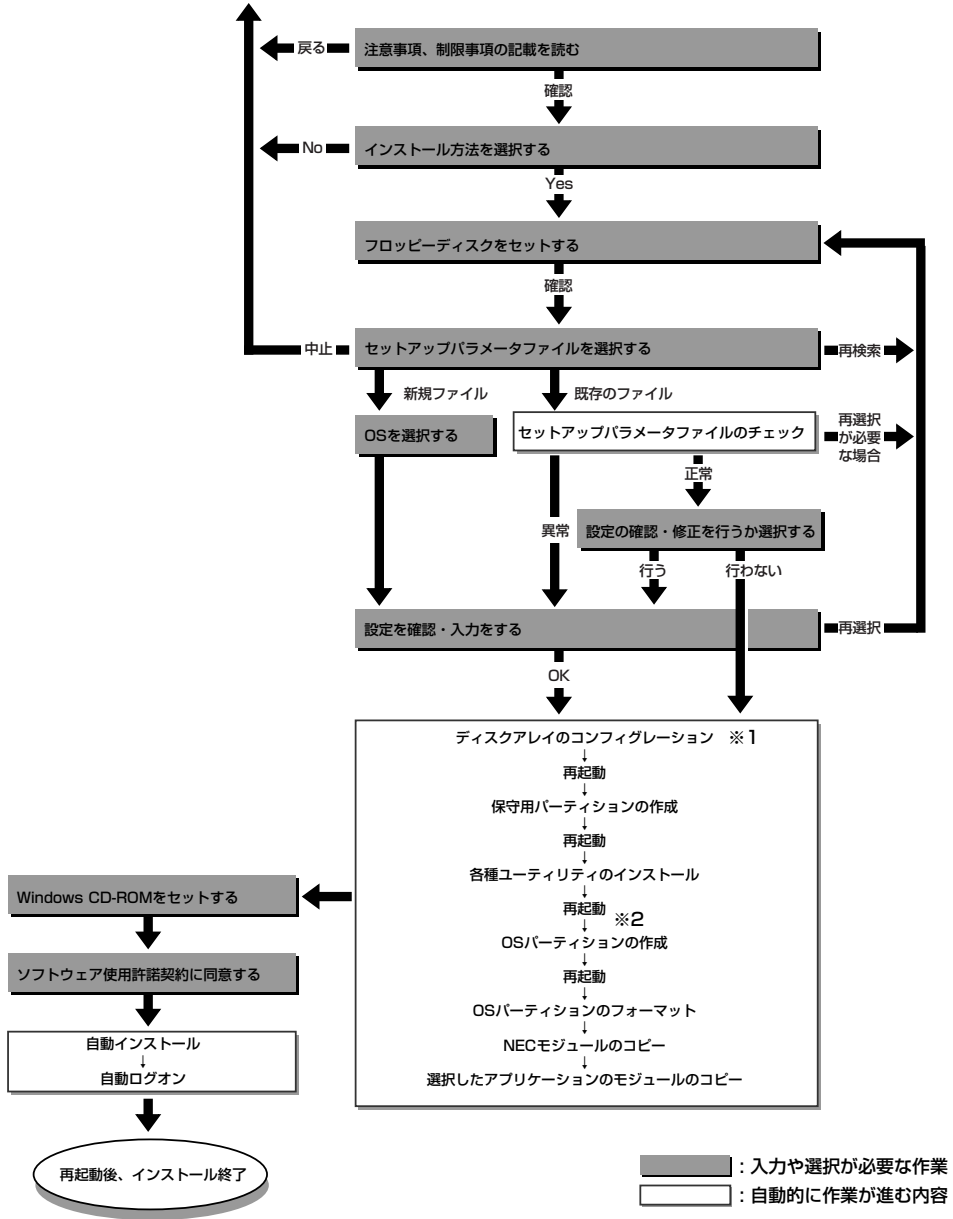 戻る
注意事項、制限事項の記載を読む
確認
No
インストール方法を選択する
Yes
フロッピーディスクをセットする
確認
中止
セットアップパラメータファイルを選択する
再検索
新規ファイル
既存のファイル
OSを選択する
セットアップパラメータファイルのチェック
再選択
が必要
な場合
正常
異常
設定の確認・修正を行うか選択する
行う
行わない
設定を確認・入力をする
再選択
OK
ディスクアレイのコンフィグレーション ※1
↓
再起動
↓
保守用パーティションの作成
↓
再起動
↓
各種ユーティリティのインストール
↓
再起動 ※2
↓
OSパーティションの作成
↓
再起動
↓
OSパーティションのフォーマット
↓
NECモジュールのコピー
↓
選択したアプリケーションのモジュールのコピー
Windows CD-ROMをセットする
ソフトウェア使用許諾契約に同意する
自動インストール
↓
自動ログオン
再起動後、インストール終了
：入力や選択が必要な作業
：自動的に作業が進む内容